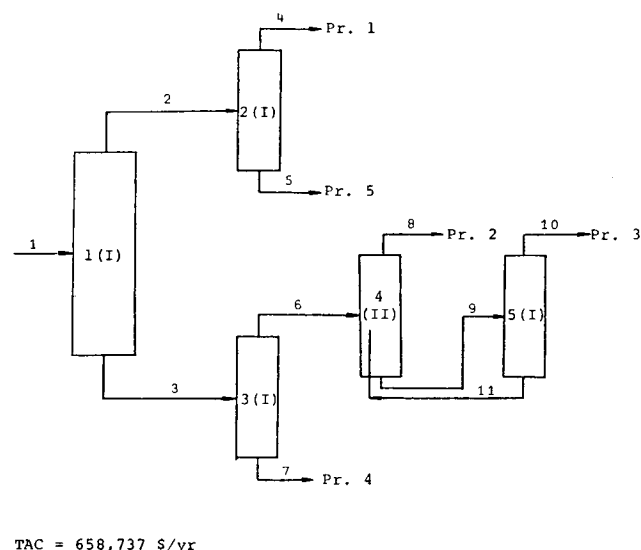 4
Pr. 1
2
2(I)
5
Pr. 5
1
1(I)
8
Pr. 2
10
Pr. 3
6
4
(II)
9
5(I)
11
3
3(I)
7
Pr. 4
TAC = 658,737 $/yr